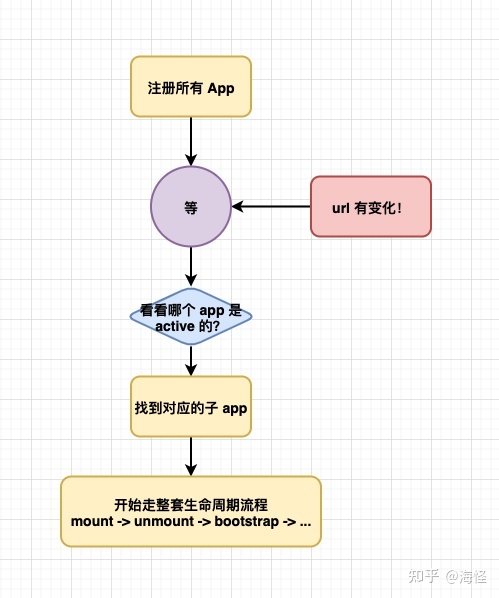 注册所有 App
等
url 有变化！
看看哪个 app 是
active 的?
找到对应的子 app
开始走整套生命周期流程
mount -> unmount -> bootstrap -> ...
知乎 @海怪